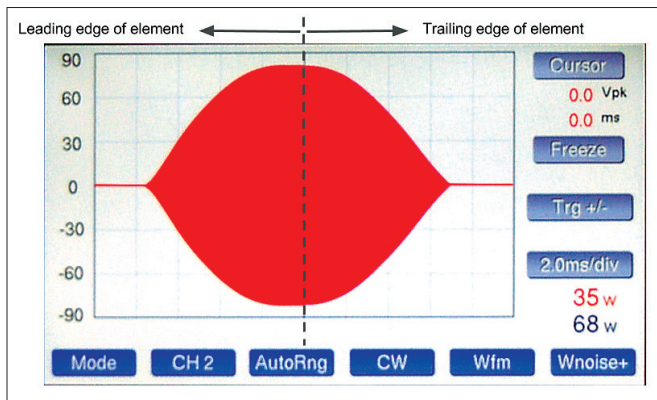 Leading edge of element
Trailing edge of element
90
60
30
0
-30
-60
-90
Cursor
0.0 Vpk
0.0 ms
Freeze
Trg +/-
2.0ms/div
35 w
68 w
Mode
CH 2
AutoRng
CW
Wfm
Wnoise+